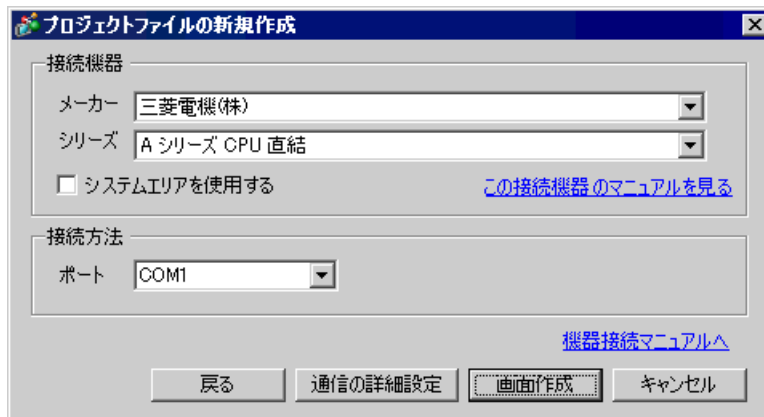 プロジェクトファイルの新規作成
接続機器
メーカー 三菱電機(株)
シリーズ A シリーズ CPU 直結
システムエリアを使用する この接続機器のマニュアルを見る
接続方法
ポート COM1
機器接続マニュアルへ
戻る 通信の詳細設定 画面作成 キャンセル